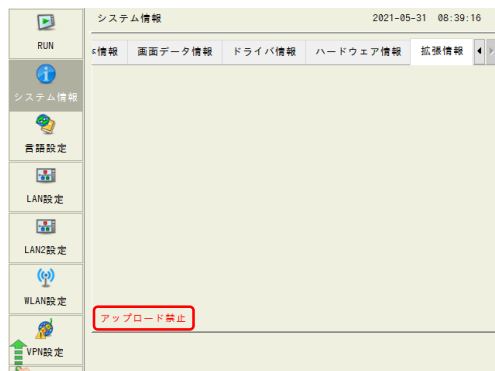 システム情報
2021-05-31 08:39:16
RUN
本情報 画面データ情報 ドライバ情報 ハードウェア情報 拡張情報
システム情報
言語設定
LAN設定
LAN2設定
WLAN設定
アップロード禁止
VPN設定